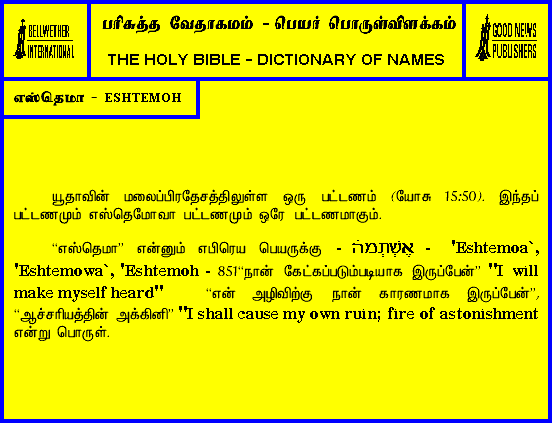 BELLWETHER
INTERNATIONAL
பரிசுத்த வேதாகமம் - பெயர் பொருள்விளக்கம்
THE HOLY BIBLE - DICTIONARY OF NAMES
GOOD NEWS
PUBLISHERS
எஸ்தெமா - ESHTEMOH
யூதாவின் மலைப்பிரதேசத்திலுள்ள ஒரு பட்டணம் (யோசு 15:50). இந்தப்
பட்டணமும் எஸ்தெமோவா பட்டணமும் ஒரே பட்டணமாகும்.
“எஸ்தெமா” என்னும் எபிரெய பெயருக்கு - אֶשְׁתְּמֹה - 'Eshtemoa`,
'Eshtemowa`, 'Eshtemoh - 851“நான் கேட்கப்படும்படியாக இருப்பேன்” "I will
make myself heard" “என் அழிவிற்கு நான் காரணமாக இருப்பேன்”,
“ஆச்சரியத்தின் அக்கினி” "I shall cause my own ruin; fire of astonishment
என்று பொருள்.